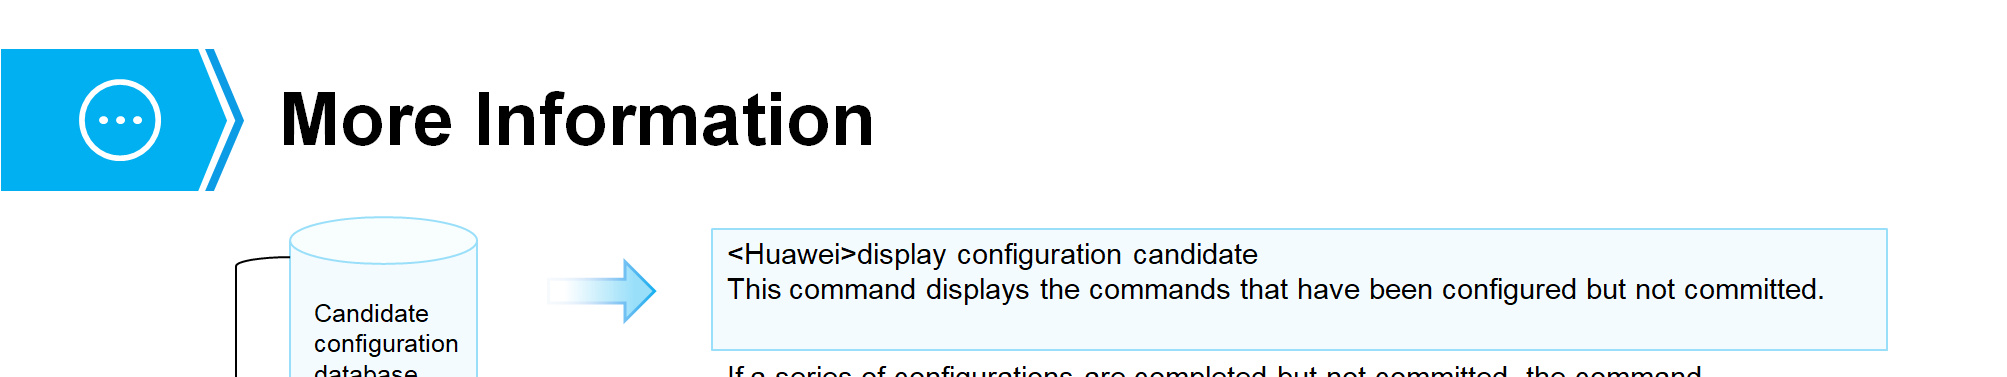 More Information
<Huawei>display configuration candidate
This command displays the commands that have been configured but not committed.
Candidate
configuration
database
If a series of configurations are completed but not committed, the command